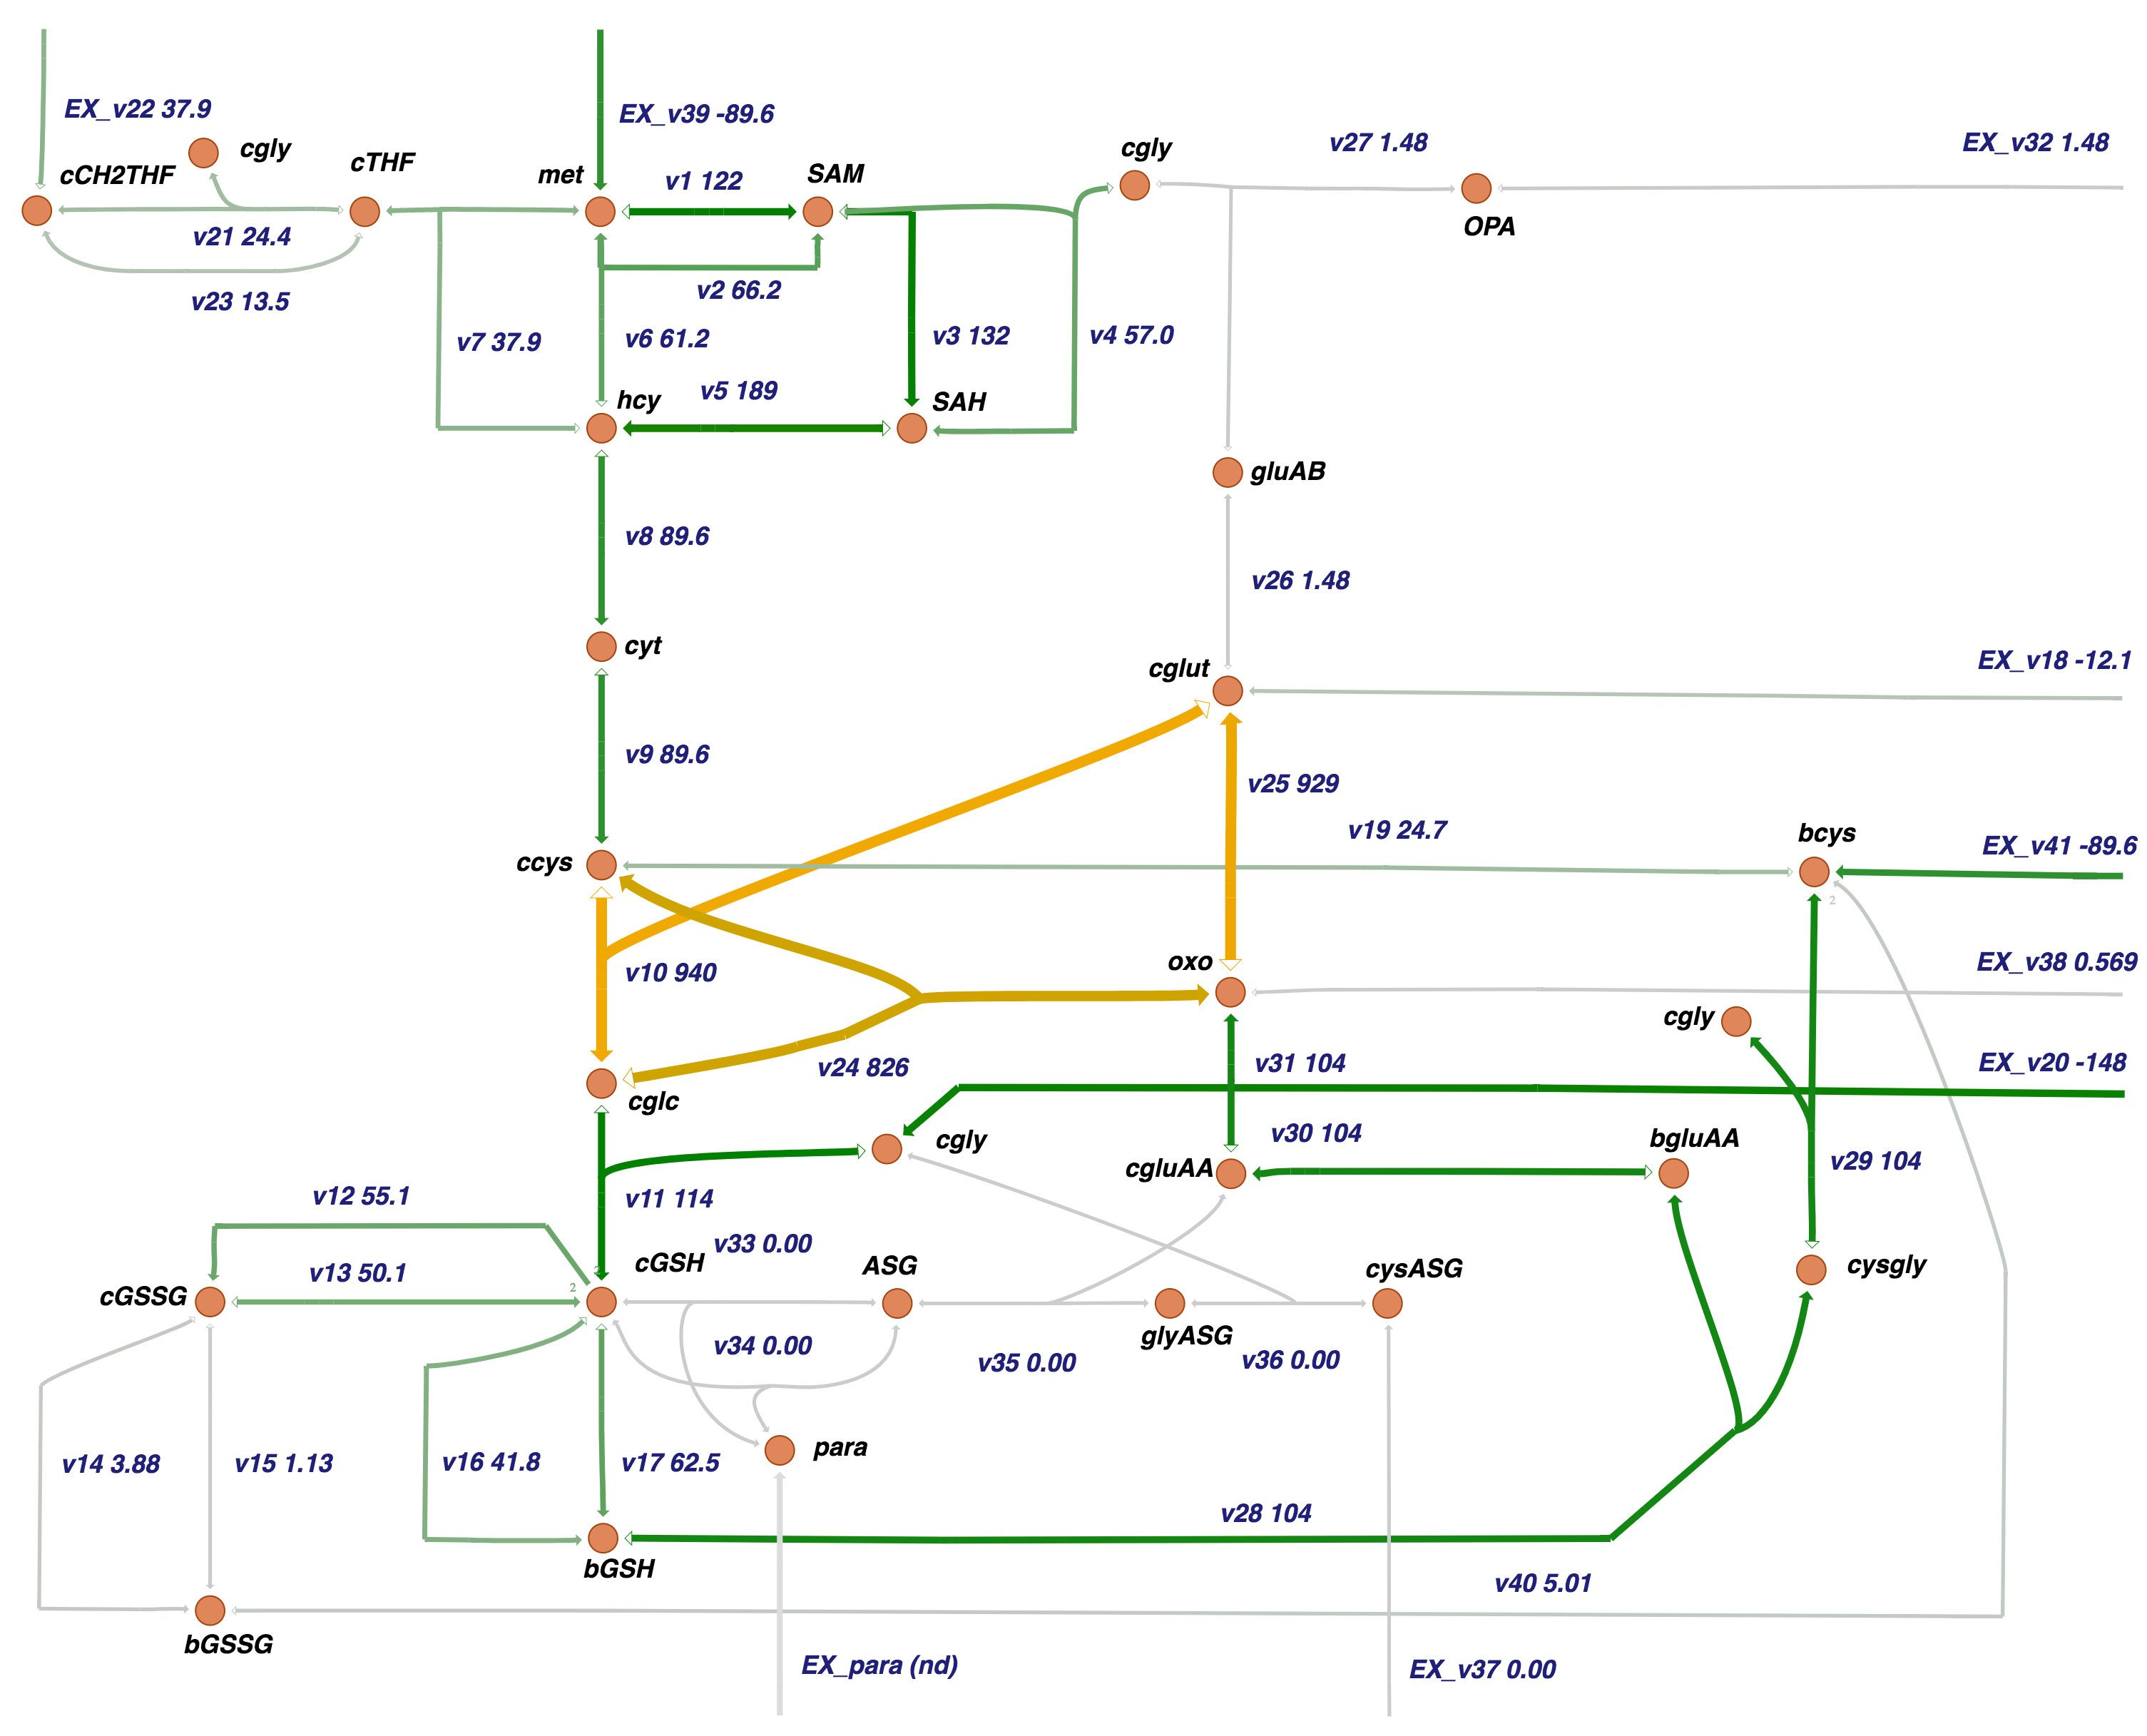 EX_v22 37.9
EX_v39 -89.6
cgly
cCH2THF
cTHF
met
v1 122
SAM
cgly
v27 1.48
EX_v32 1.48
OPA
v21 24.4
v23 13.5
v2 66.2
v7 37.9
v6 61.2
v3 132
v4 57.0
hcy
v5 189
SAH
gluAB
v8 89.6
v26 1.48
cyt
cglut
EX_v18 -12.1
v9 89.6
v25 929
v19 24.7
bcys
EX_v41 -89.6
ccys
2
v10 940
oxo
EX_v38 0.569
cgly
v24 826
v31 104
EX_v20 -148
cglc
cgly
v30 104
bgluAA
cgluAA
v29 104
v12 55.1
v11 114
v33 0.00
v13 50.1
cGSH
ASG
cysASG
cysgly
2
2
cGSSG
glyASG
v34 0.00
v35 0.00
v36 0.00
para
v14 3.88
v15 1.13
v16 41.8
v17 62.5
v28 104
bGSH
v40 5.01
bGSSG
EX_para (nd)
EX_v37 0.00